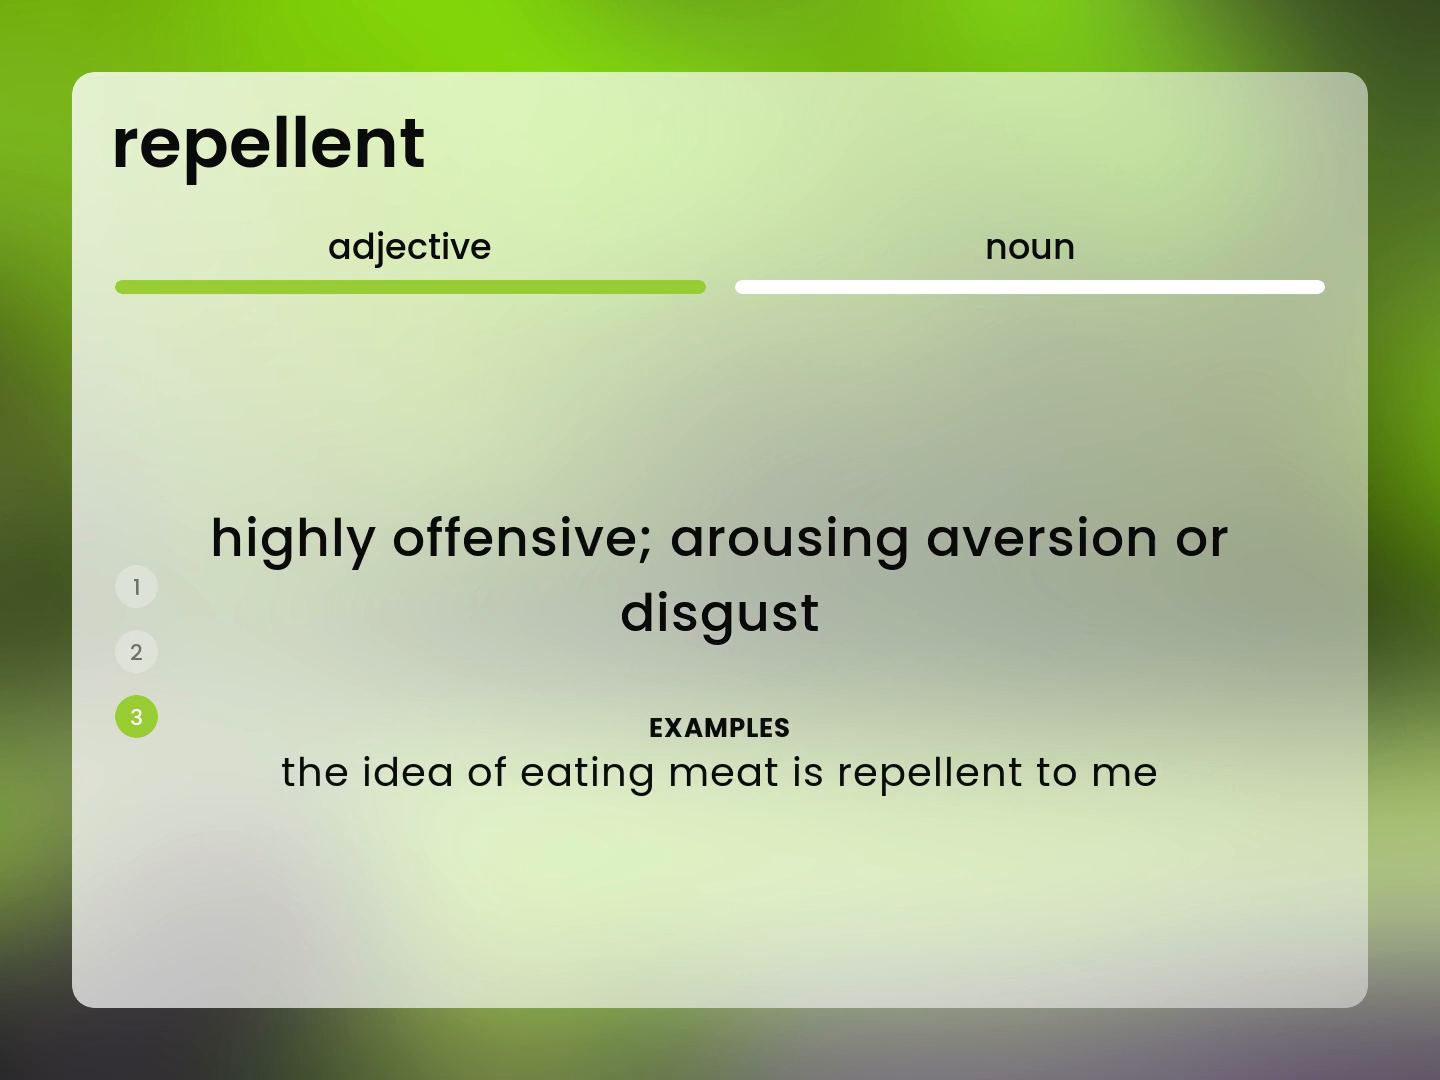 repellent
adjective
noun
highly offensive; arousing aversion or
disgust
1
2
3
EXAMPLES
the idea of eating meat is repellent to me